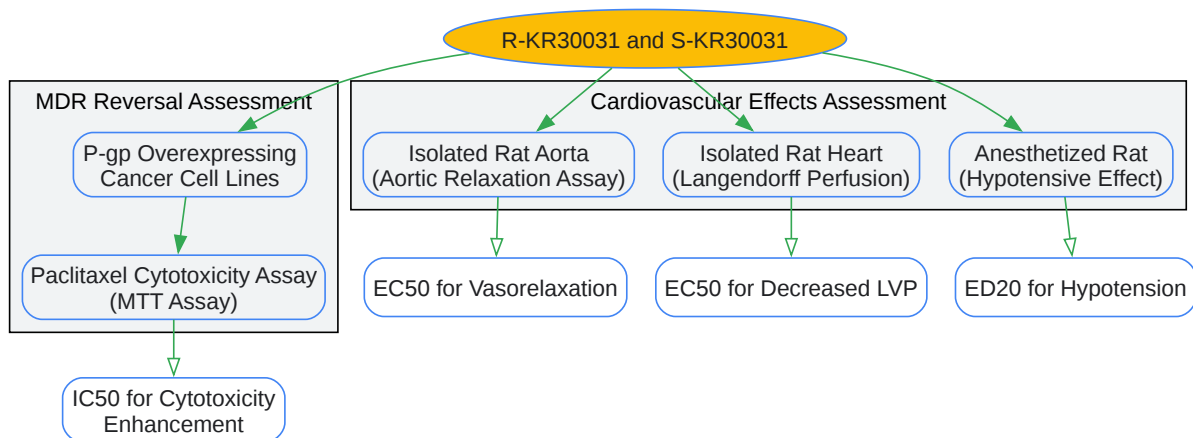 R-KR30031 and S-KR30031
MDR Reversal Assessment
Cardiovascular Effects Assessment
P-gp Overexpressing
Cancer Cell Lines
Isolated Rat Aorta
(Aortic Relaxation Assay)
Isolated Rat Heart
(Langendorff Perfusion)
Anesthetized Rat
(Hypotensive Effect)
Paclitaxel Cytotoxicity Assay
(MTT Assay)
EC50 for Vasorelaxation
EC50 for Decreased LVP
ED20 for Hypotension
IC50 for Cytotoxicity
Enhancement